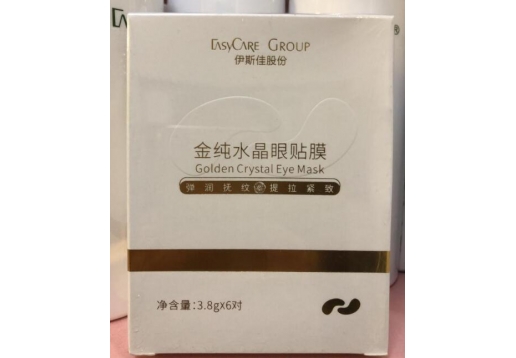 EASYCARE GROUP
伊斯佳股份
金纯水晶眼贴膜
Golden Crystal Eye Mask
弹润抚纹 提拉紧致
净含量:3.8gX6对
®